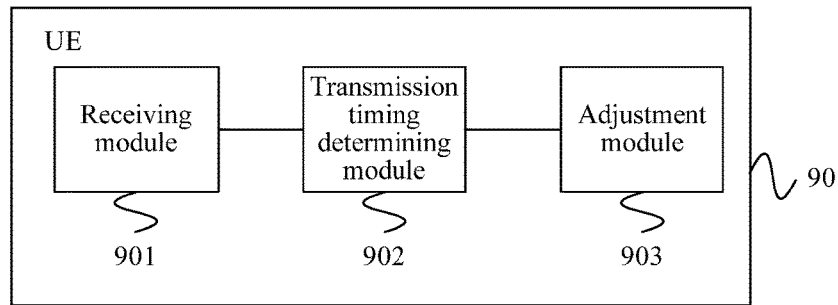 UE
Receiving
module
Transmission
timing
determining
module
Adjustment
module
90
901
902
903